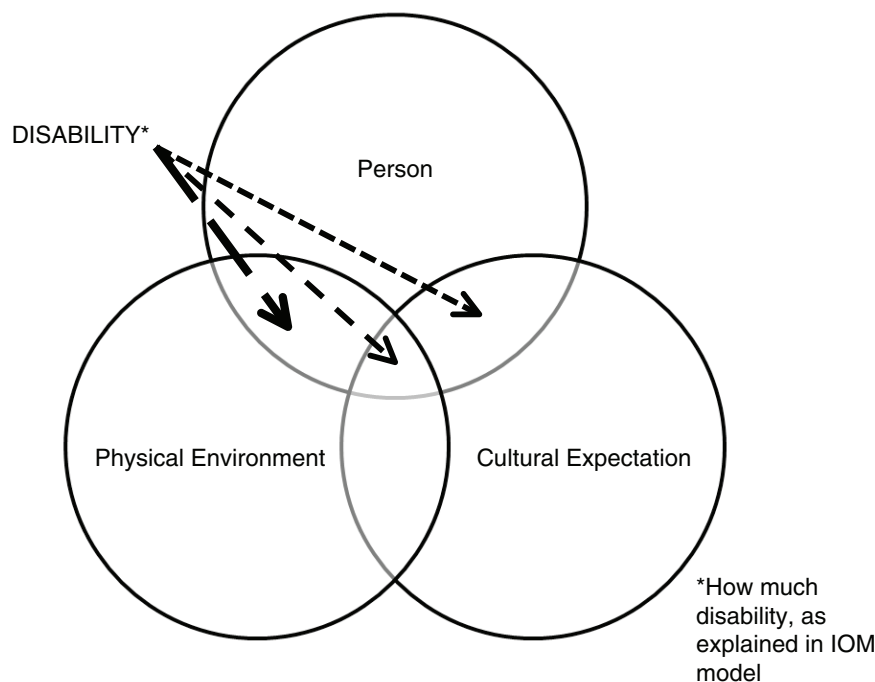 DISABILITY*
Person
Physical Environment
Cultural Expectation
*How much
disability, as
explained in IOM
model